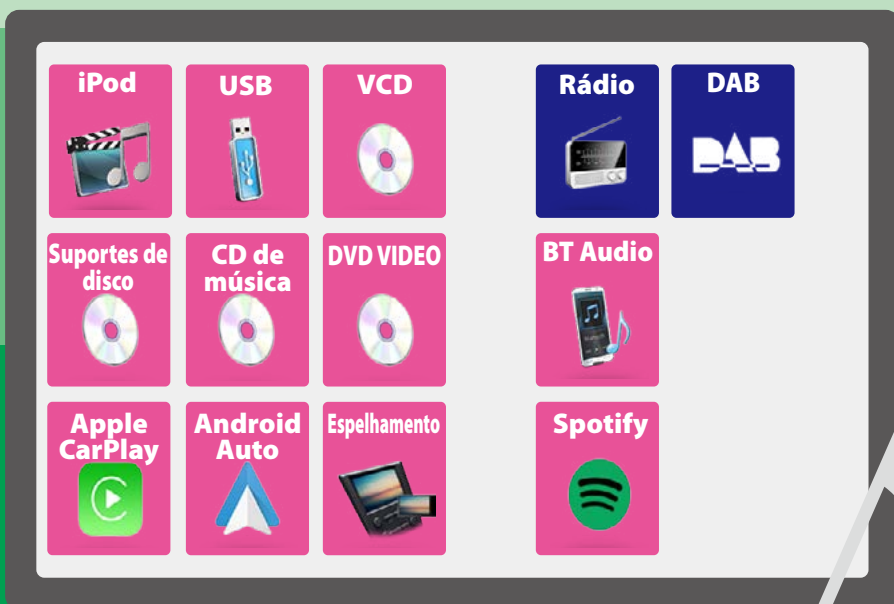 iPod
USB
VCD
Rádio
DAB
DAB
Suportes de
disco
CD de
música
DVD VIDEO
BT Audio
Apple
CarPlay
Android
Auto
Espelhamento
Spotify